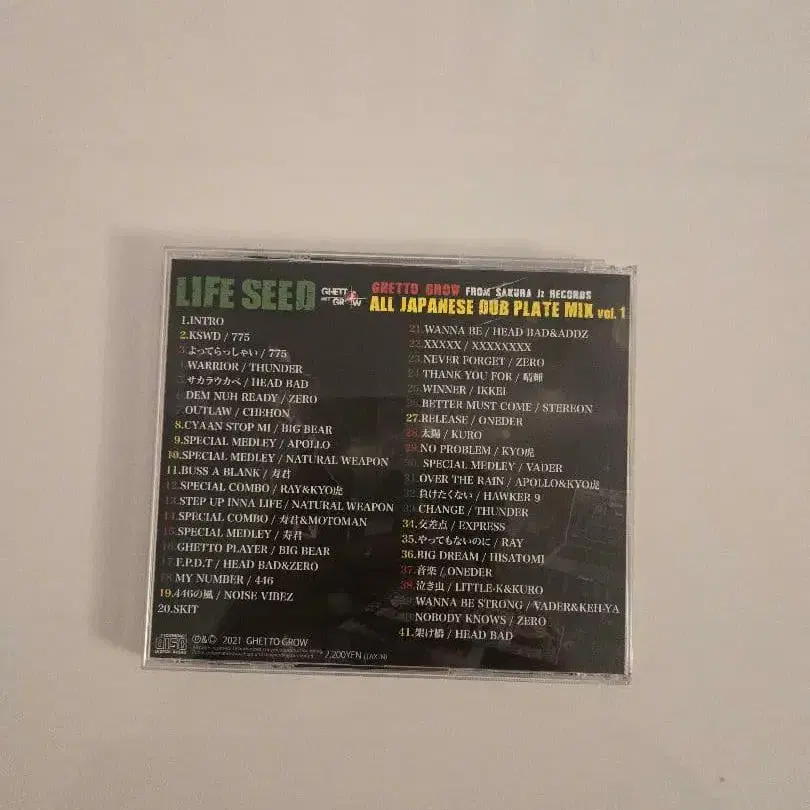 LIFE SEED
GHETTO GROW
GHETTO GROW FROM SAKURA Jz RECORDS
ALL JAPANESE DUB PLATE MIX vol. 1
1.INTRO
2.KSWD / 775
3.よってらっしゃい / 775
4.WARRIOR / THUNDER
5.サカラウカベ / HEAD BAD
6.DEM NUH READY / ZERO
7.OUTLAW / CHEHON
8.CYAAN STOP MI / BIG BEAR
9.SPECIAL MEDLEY / APOLLO
10.SPECIAL MEDLEY / NATURAL WEAPON
11.BUSS A BLANK / 寿君
12.SPECIAL COMBO / RAY&KYO虎
13.STEP UP INNA LIFE / NATURAL WEAPON
14.SPECIAL COMBO / 寿君&MOTOMAN
15.SPECIAL MEDLEY / 寿君
16.GHETTO PLAYER / BIG BEAR
17.F.P.D.T / HEAD BAD&ZERO
18.MY NUMBER / 446
19.446の風 / NOISE VIBEZ
20.SKIT
21.WANNA BE / HEAD BAD&ADDZ
22.XXXXX / XXXXXXXX
23.NEVER FORGET / ZERO
24.THANK YOU FOR / 晴輝
25.WINNER / IKKEI
26.BETTER MUST COME / STEREON
27.RELEASE / ONEDER
28.太陽 / KURO
29.NO PROBLEM / KYO虎
30. SPECIAL MEDLEY / VADER
31.OVER THE RAIN / APOLLO&KYO虎
32.負けたくない / HAWKER 9
33.CHANGE / THUNDER
34.交差点 / EXPRESS
35.やってもないのに / RAY
36.BIG DREAM / HISATOMI
37.音楽 / ONEDER
38.泣き虫 / LITTLE-K&KURO
39.WANNA BE STRONG / VADER&KEH-YA
40.NOBODY KNOWS / ZERO
41.架け橋 / HEAD BAD
℗&© 2021 GHETTO GROW
2,200YEN (TAX IN)